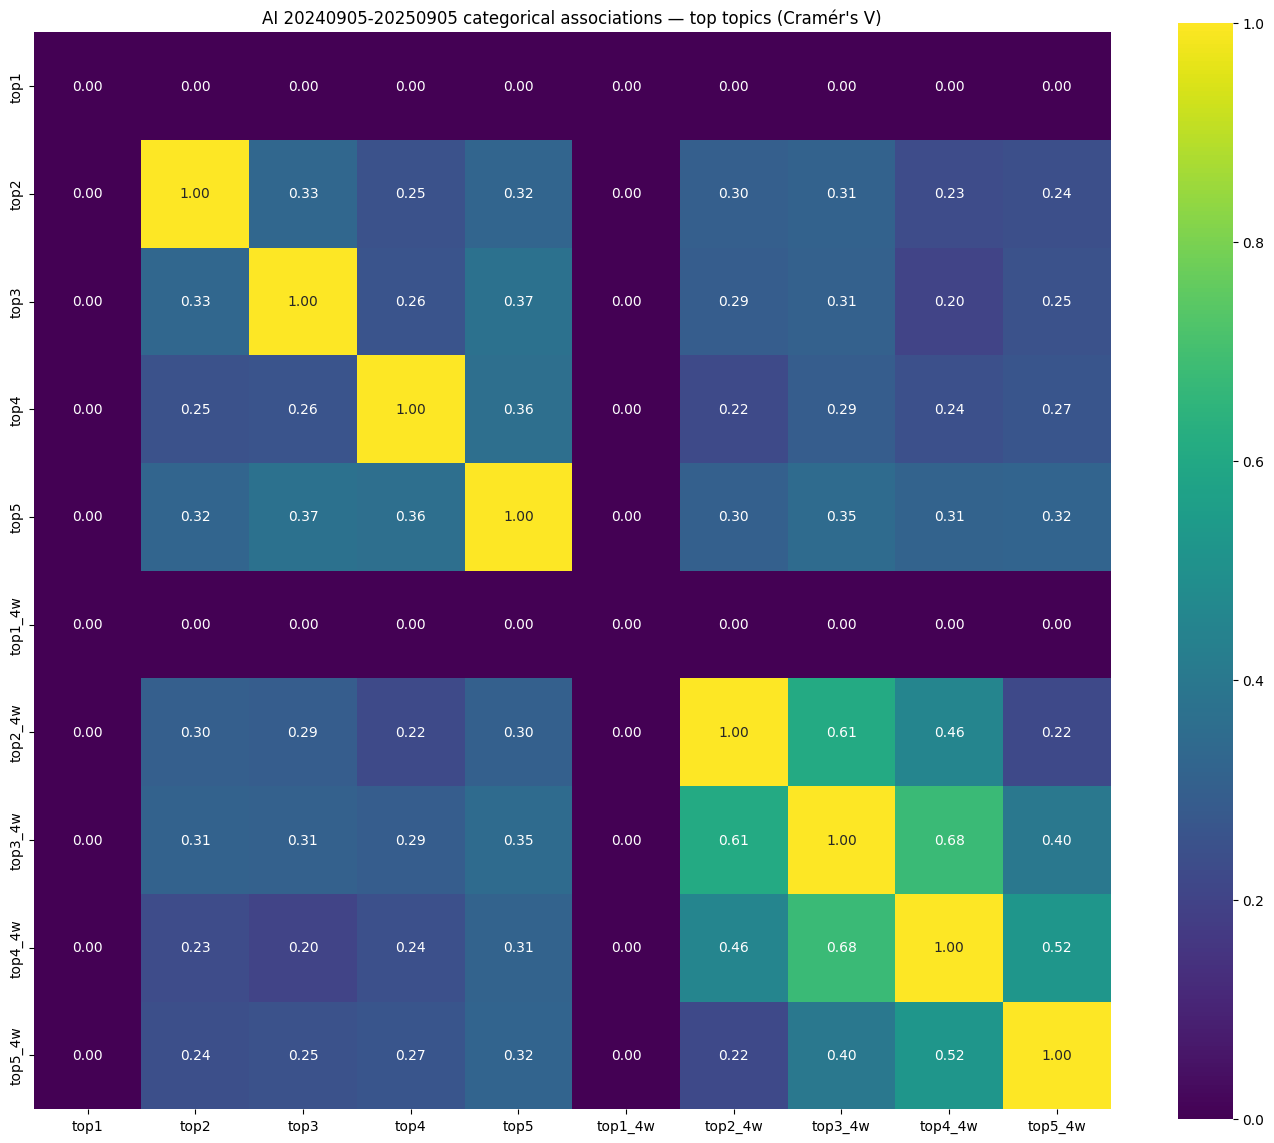 AI 20240905-20250905 categorical associations — top topics (Cramér's V)
top1 0.00 0.00 0.00 0.00 0.00 0.00 0.00 0.00 0.00 0.00
top2 0.00 1.00 0.33 0.25 0.32 0.00 0.30 0.31 0.23 0.24
top3 0.00 0.33 1.00 0.26 0.37 0.00 0.29 0.31 0.20 0.25
top4 0.00 0.25 0.26 1.00 0.36 0.00 0.22 0.29 0.24 0.27
top5 0.00 0.32 0.37 0.36 1.00 0.00 0.30 0.35 0.31 0.32
top1_4w 0.00 0.00 0.00 0.00 0.00 0.00 0.00 0.00 0.00 0.00
top2_4w 0.00 0.30 0.29 0.22 0.30 0.00 1.00 0.61 0.46 0.22
top3_4w 0.00 0.31 0.31 0.29 0.35 0.00 0.61 1.00 0.68 0.40
top4_4w 0.00 0.23 0.20 0.24 0.31 0.00 0.46 0.68 1.00 0.52
top5_4w 0.00 0.24 0.25 0.27 0.32 0.00 0.22 0.40 0.52 1.00
top1 top2 top3 top4 top5 top1_4w top2_4w top3_4w top4_4w top5_4w
1.0
0.8
0.6
0.4
0.2
0.0